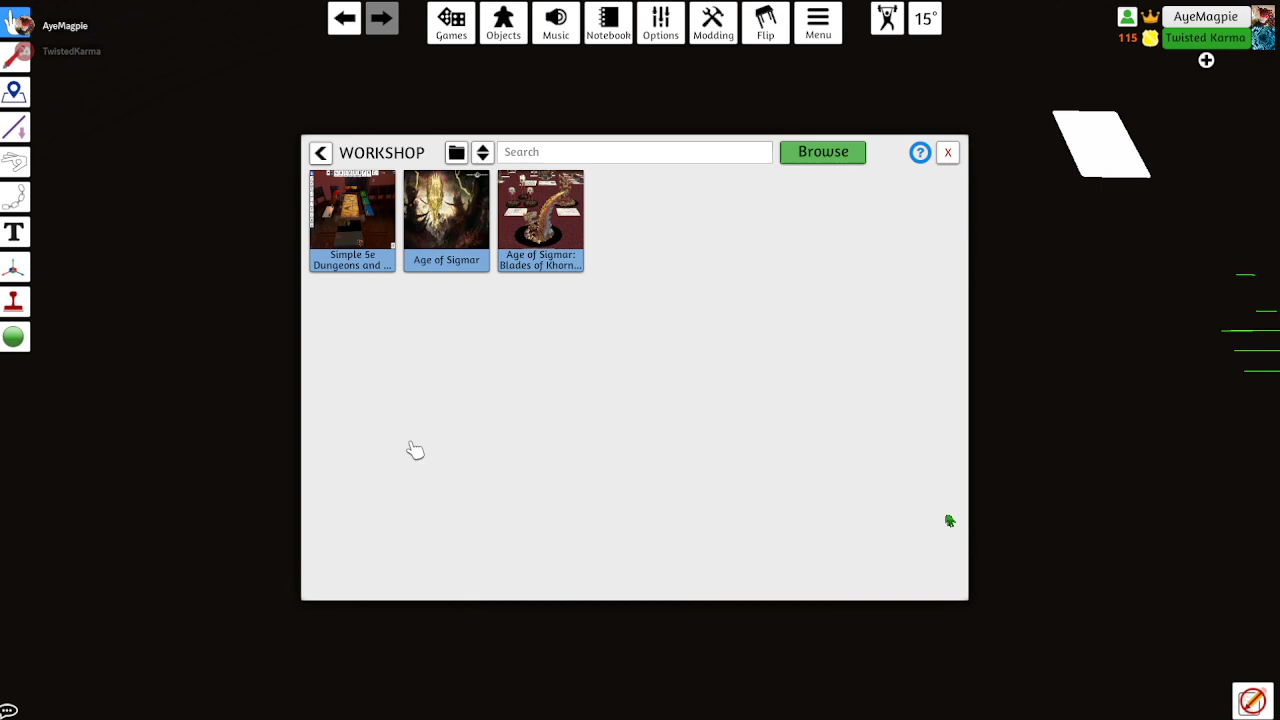 AyeMagpie
TwistedKarma
Games
Objects
Music
Notebook
Options
Modding
Flip
Menu
15°
AyeMagpie
115
Twisted Karma
WORKSHOP
Search
Browse
?
X
Simple 5e
Dungeons and ...
Age of Sigmar
Age of Sigmar:
Blades of Khorn...
T